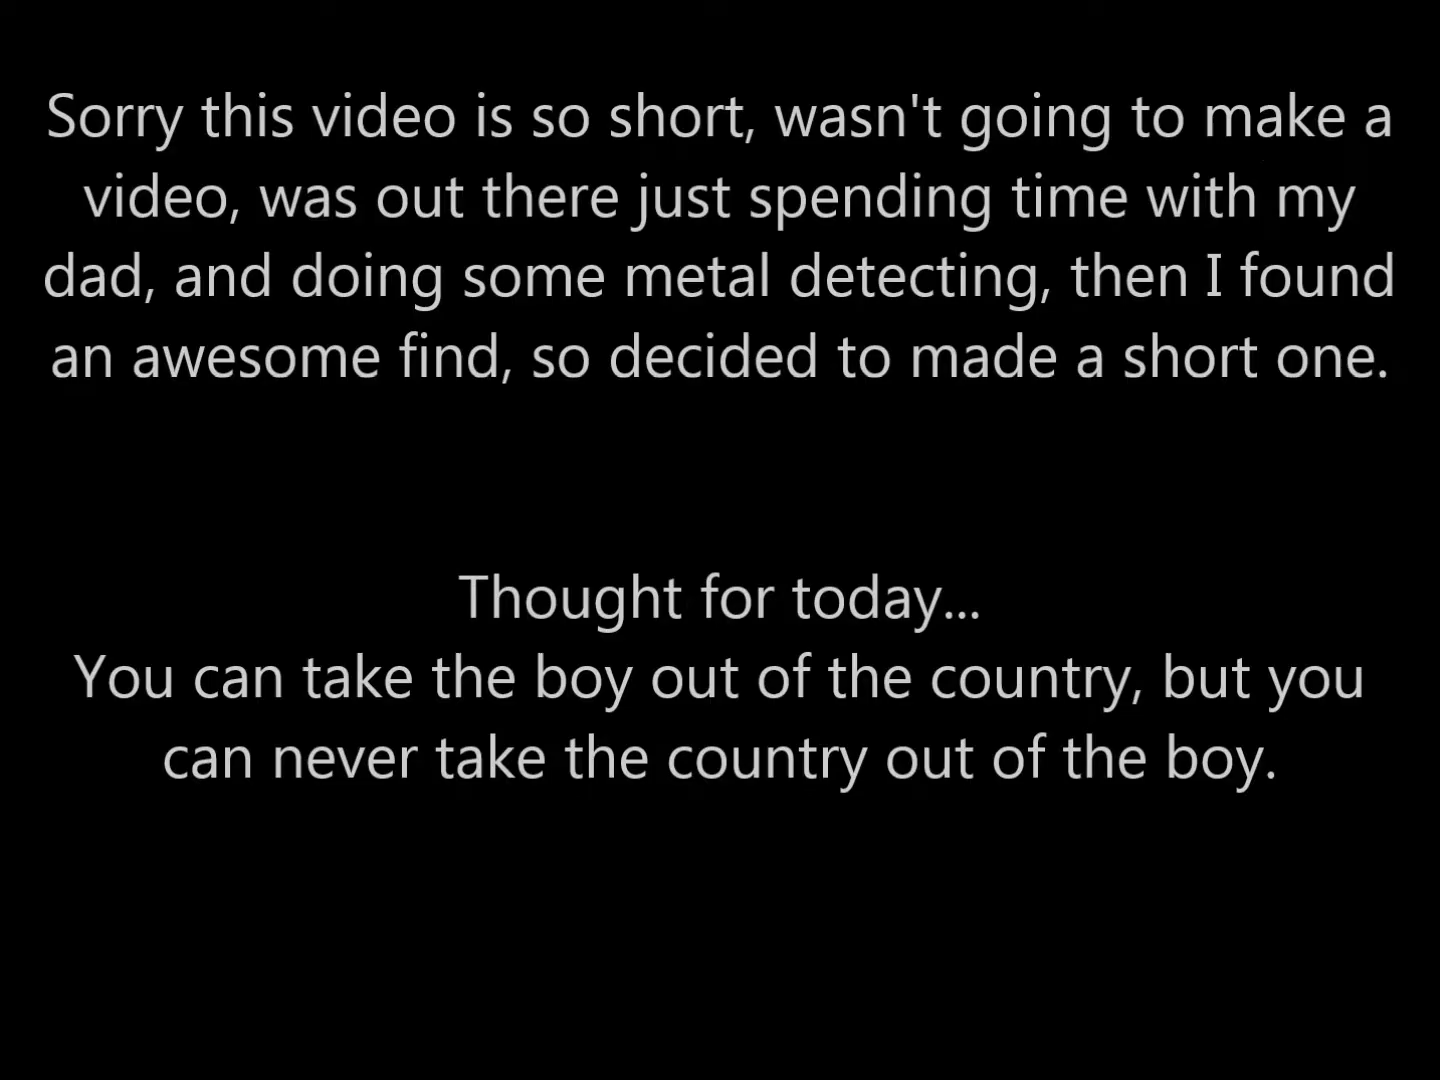 Sorry this video is so short, wasn't going to make a
video, was out there just spending time with my
dad, and doing some metal detecting, then I found
an awesome find, so decided to made a short one.
Thought for today...
You can take the boy out of the country, but you
can never take the country out of the boy.